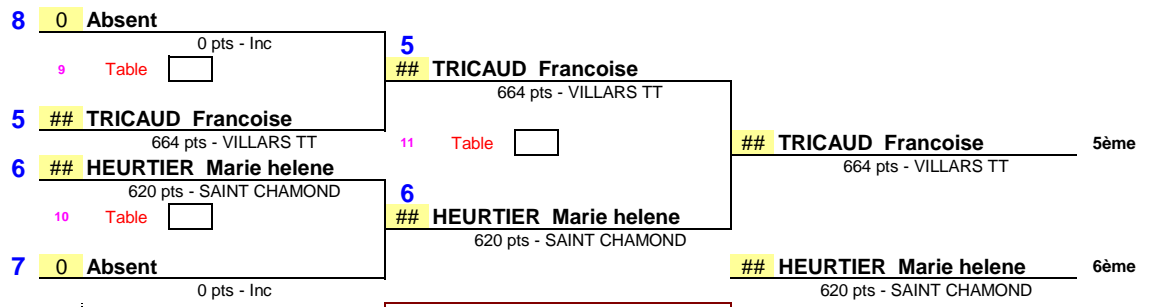 8 0 Absent
0 pts - Inc
5
9 Table
## TRICAUD Francoise
664 pts - VILLARS TT
5 ## TRICAUD Francoise
664 pts - VILLARS TT
11 Table
## TRICAUD Francoise 5ème
664 pts - VILLARS TT
6 ## HEURTIER Marie helene
620 pts - SAINT CHAMOND
6
10 Table
## HEURTIER Marie helene
620 pts - SAINT CHAMOND
7 0 Absent
0 pts - Inc
## HEURTIER Marie helene 6ème
620 pts - SAINT CHAMOND